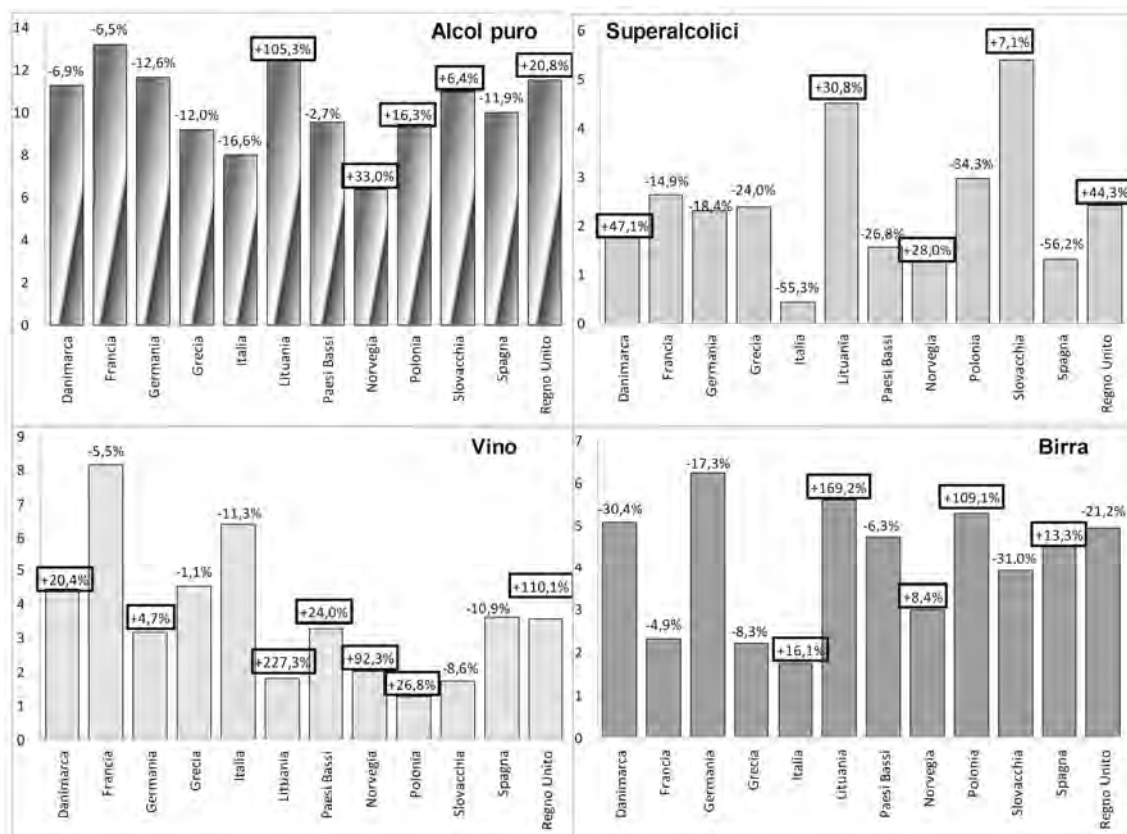 Alcol puro
14
12
10
8
6
4
2
0
-6,9%
-6,5%
-12,6%
-12,0%
-16,6%
+105,3%
-2,7%
+33,0%
+16,3%
+6,4%
-11,9%
+20,8%
Danimarca
Francia
Germania
Grecia
Italia
Lituania
Paesi Bassi
Norvegia
Polonia
Slovacchia
Spagna
Regno Unito
Superalcolici
6
5
4
3
2
1
0
+47,1%
-14,9%
-18,4%
-24,0%
-55,3%
+30,8%
-26,8%
+28,0%
-34,3%
+7,1%
-56,2%
+44,3%
Danimarca
Francia
Germania
Grecia
Italia
Lituania
Paesi Bassi
Norvegia
Polonia
Slovacchia
Spagna
Regno Unito
Vino
9
8
7
6
5
4
3
2
1
0
+20,4%
-5,5%
+4,7%
-1,1%
-11,3%
+227,3%
+24,0%
+92,3%
+26,8%
-8,6%
-10,9%
+110,1%
Danimarca
Francia
Germania
Grecia
Italia
Lituania
Paesi Bassi
Norvegia
Polonia
Slovacchia
Spagna
Regno Unito
Birra
7
6
5
4
3
2
1
0
-30,4%
-4,9%
-17,3%
-8,3%
+16,1%
+169,2%
-6,3%
+8,4%
+109,1%
-31.0%
+13,3%
-21,2%
Danimarca
Francia
Germania
Grecia
Italia
Lituania
Paesi Bassi
Norvegia
Polonia
Slovacchia
Spagna
Regno Unito